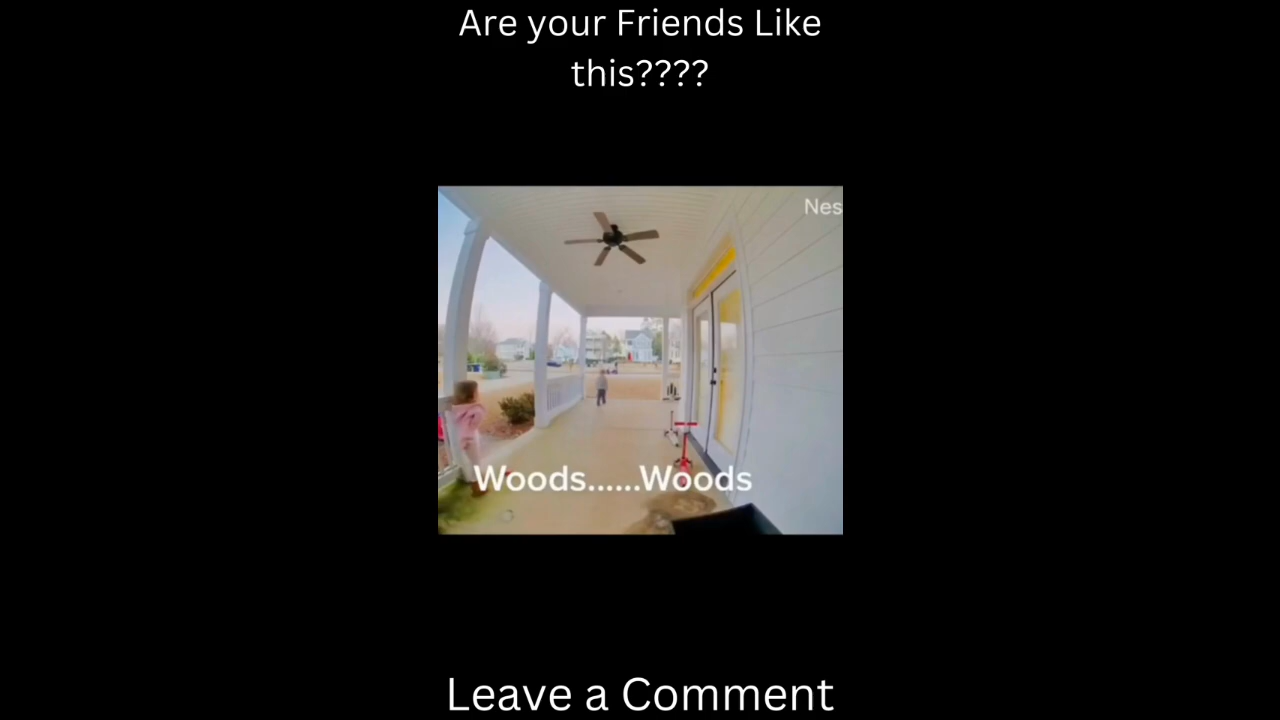 Are your Friends Like
this????
Nes
Woods......Woods
Leave a Comment